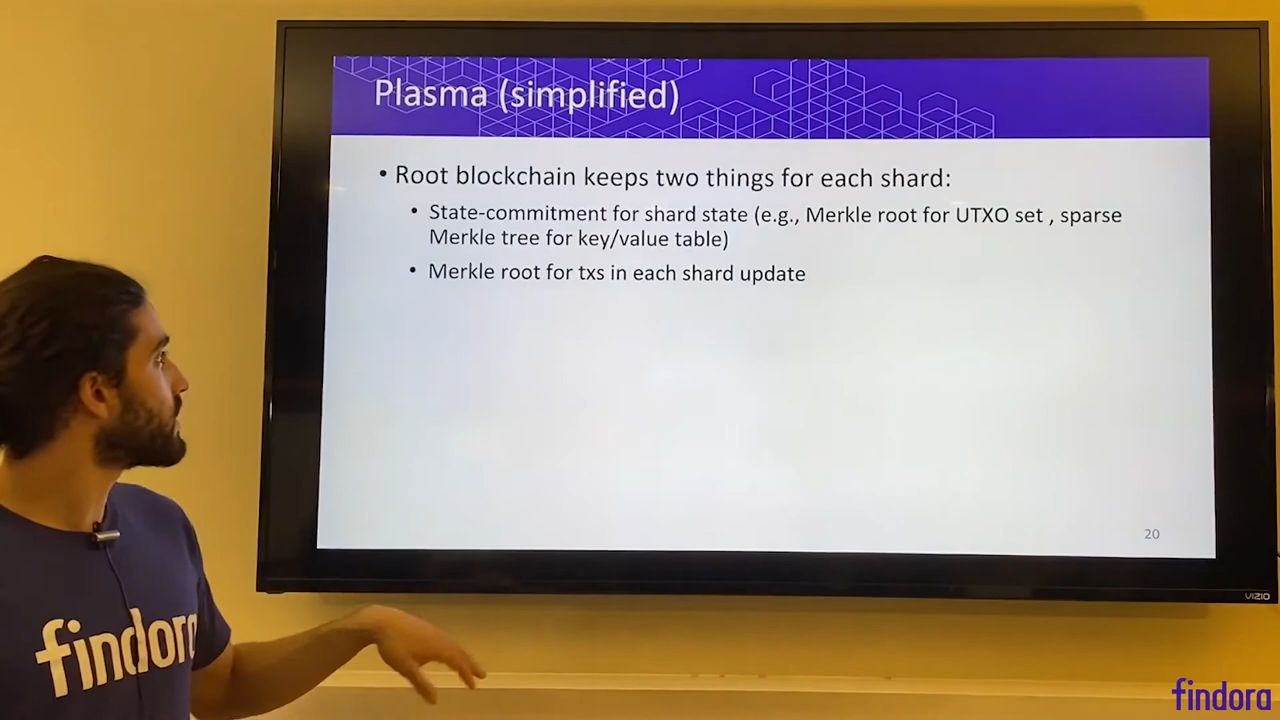 Plasma (simplified)
• Root blockchain keeps two things for each shard:
• State-commitment for shard state (e.g., Merkle root for UTXO set , sparse
Merkle tree for key/value table)
• Merkle root for txs in each shard update
20
VIZIO
findora
findora